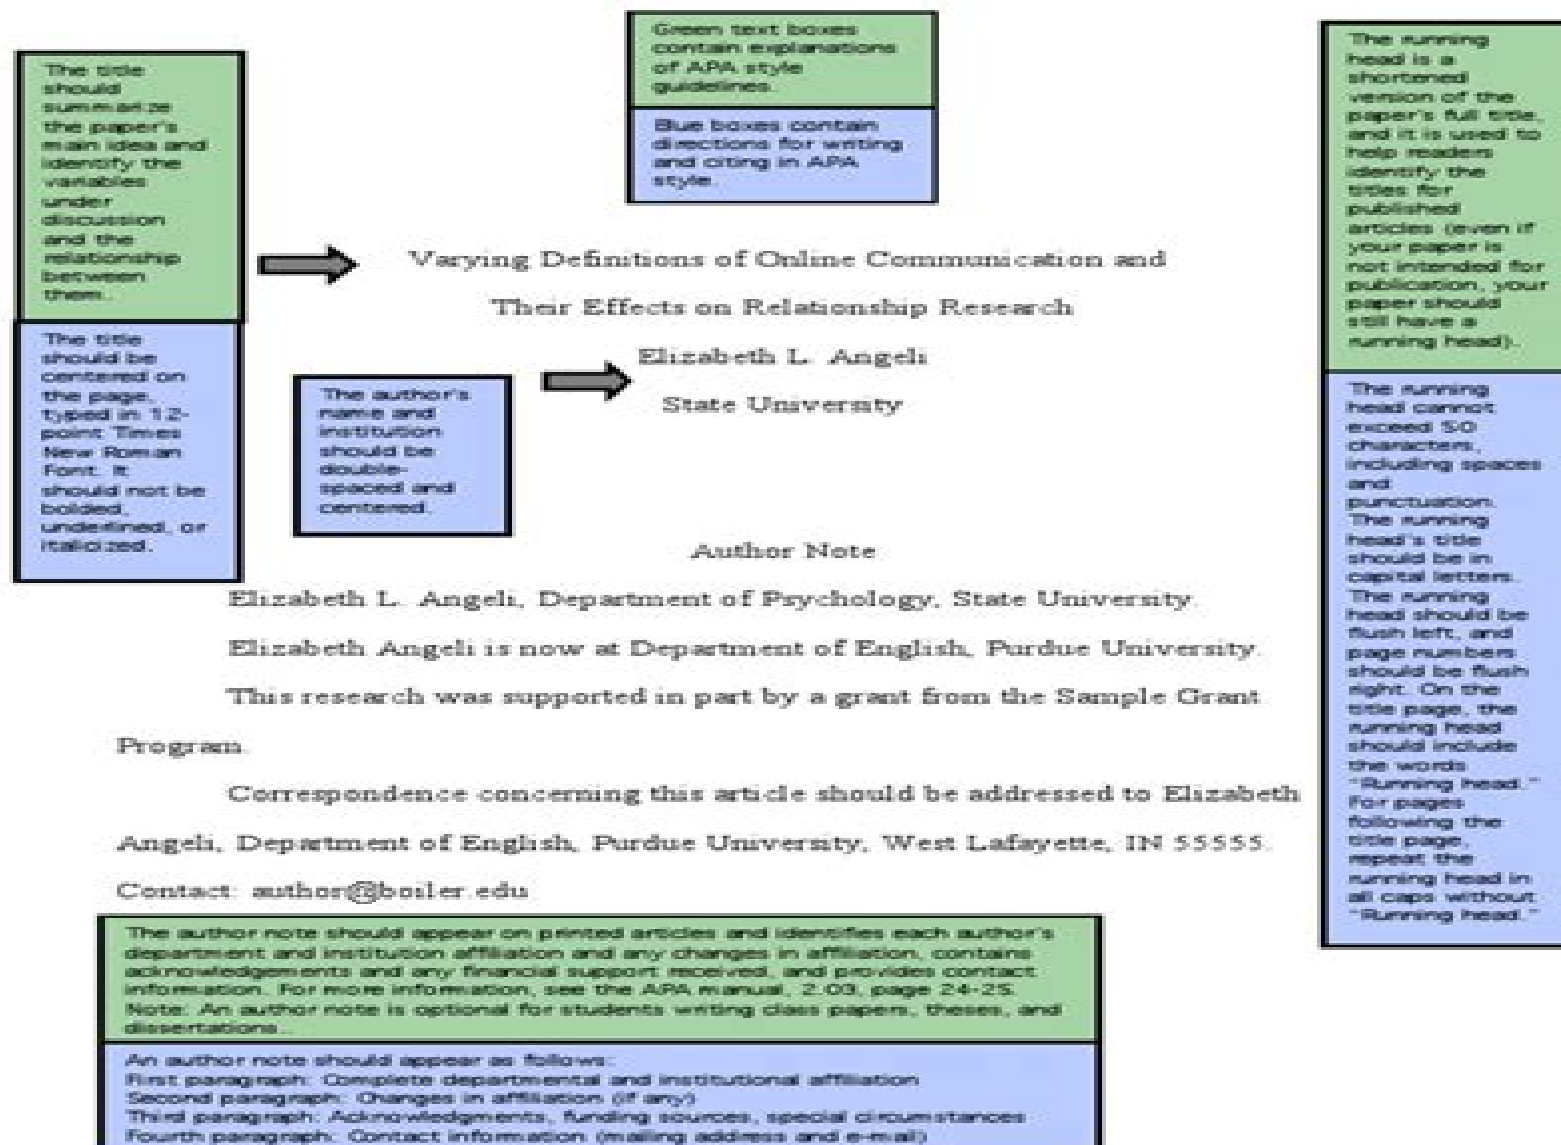 Green text boxes
contain explanations
of APA style
guidelines.
Blue boxes contain
directions for writing
and citing in APA
style.
The title
should
summarize
the paper's
main idea and
identify the
variables
under
discussion
and the
relationship
between
them.
The title
should be
centered on
the page,
typed in 12-
point Times
New Roman
Font. It
should not be
bolded,
underlined, or
italicized.
Varying Definitions of Online Communication and
Their Effects on Relationship Research
Elizabeth L. Angeli
State University
The author's
name and
institution
should be
double-
spaced and
centered.
The running
head is a
shortened
version of the
paper's full title,
and it is used to
help readers
identify the
titles for
published
articles (even if
your paper is
not intended for
publication, your
paper should
still have a
running head).
The running
head cannot
exceed 50
characters,
including spaces
and
punctuation.
The running
head's title
should be in
capital letters.
The running
head should be
flush left, and
page numbers
should be flush
right. On the
title page, the
running head
should include
the words
"Running head."
For pages
following the
title page,
repeat the
running head in
all caps without
"Running head."
Author Note
Elizabeth L. Angeli, Department of Psychology, State University.
Elizabeth Angeli is now at Department of English, Purdue University.
This research was supported in part by a grant from the Sample Grant
Program.
Correspondence concerning this article should be addressed to Elizabeth
Angeli, Department of English, Purdue University, West Lafayette, IN 55555.
Contact: author@boiler.edu
The author note should appear on printed articles and identifies each author's
department and institution affiliation and any changes in affiliation, contains
acknowledgements and any financial support received, and provides contact
information. For more information, see the APA manual, 2.03, page 24-25.
Note: An author note is optional for students writing class papers, theses, and
dissertations..
An author note should appear as follows:
First paragraph: Complete departmental and institutional affiliation
Second paragraph: Changes in affiliation (if any)
Third paragraph: Acknowledgments, funding sources, special circumstances
Fourth paragraph: Contact information (mailing address and e-mail)